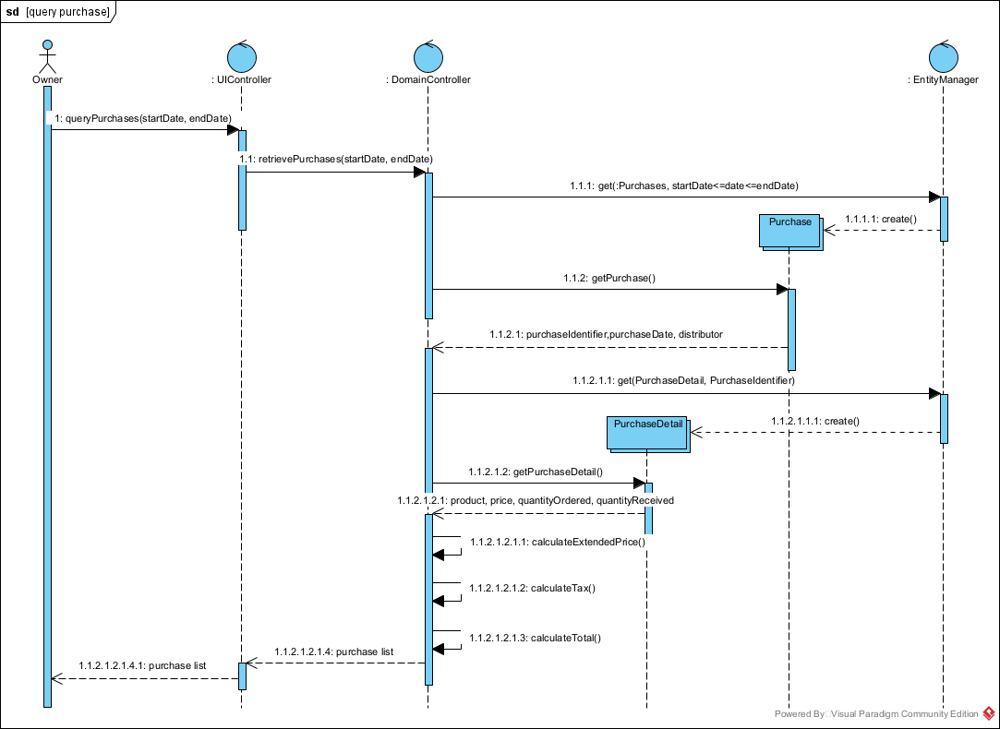 sd [query purchase]
Owner
: UIController
: DomainController
: EntityManager
1: queryPurchases(startDate, endDate)
1.1: retrievePurchases(startDate, endDate)
1.1.1: get(:Purchases, startDate<=date<=endDate)
Purchase
1.1.1.1: create()
1.1.2: getPurchase()
1.1.2.1: purchaseIdentifier,purchaseDate, distributor
1.1.2.1.1: get(PurchaseDetail, PurchaseIdentifier)
PurchaseDetail
1.1.2.1.1.1: create()
1.1.2.1.2: getPurchaseDetail()
1.1.2.1.2.1: product, price, quantityOrdered, quantityReceived
1.1.2.1.2.1.1: calculateExtendedPrice()
1.1.2.1.2.1.2: calculateTax()
1.1.2.1.2.1.3: calculateTotal()
1.1.2.1.2.1.4: purchase list
1.1.2.1.2.1.4.1: purchase list
Powered By Visual Paradigm Community Edition